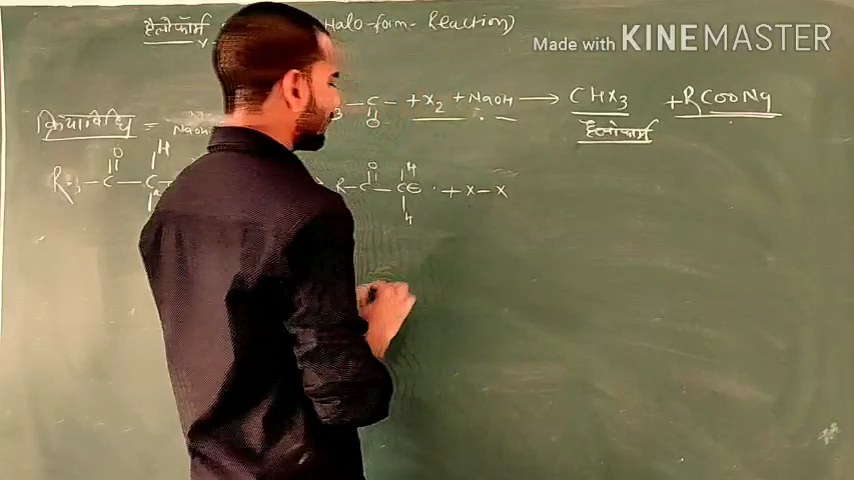 हैलोफॉर्म Halo-form-Reaction)
Made with KINEMASTER
-C- + X2 + NaOH → CHX3 + RCOONa
O
हैलोफॉर्म
क्रियाविधि =
NaOH
O H O H
R - C - C R - C - C⊖ . + X - X
H